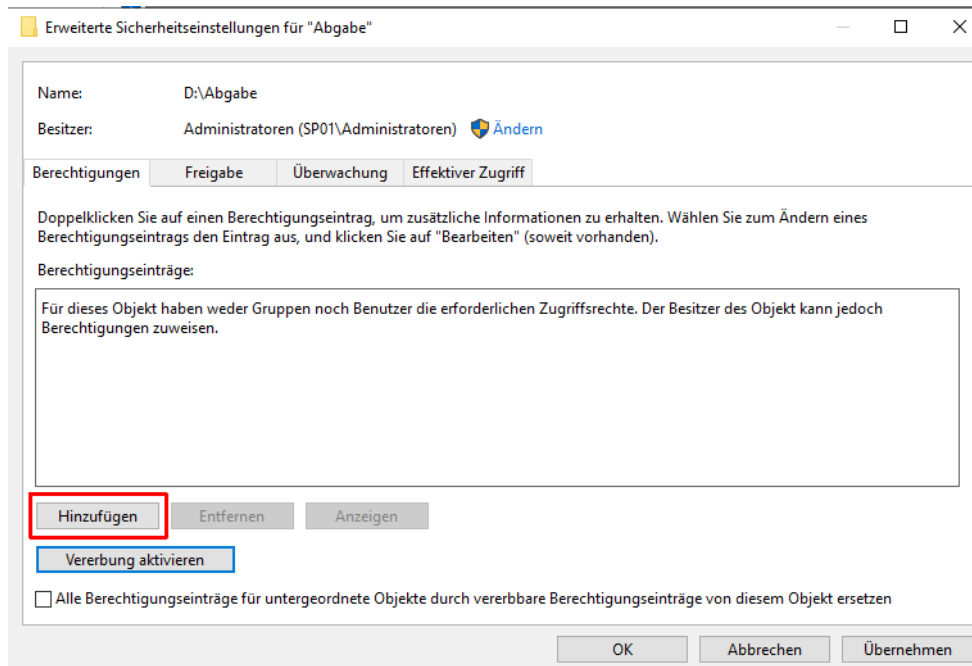 Erweiterte Sicherheitseinstellungen für "Abgabe"
Name: D:\Abgabe
Besitzer: Administratoren (SP01\Administratoren) Ändern
Berechtigungen Freigabe Überwachung Effektiver Zugriff
Doppelklicken Sie auf einen Berechtigungseintrag, um zusätzliche Informationen zu erhalten. Wählen Sie zum Ändern eines
Berechtigungseintrags den Eintrag aus, und klicken Sie auf "Bearbeiten" (soweit vorhanden).
Berechtigungseinträge:
Für dieses Objekt haben weder Gruppen noch Benutzer die erforderlichen Zugriffsrechte. Der Besitzer des Objekt kann jedoch
Berechtigungen zuweisen.
Hinzufügen Entfernen Anzeigen
Vererbung aktivieren
Alle Berechtigungseinträge für untergeordnete Objekte durch vererbbare Berechtigungseinträge von diesem Objekt ersetzen
OK Abbrechen Übernehmen